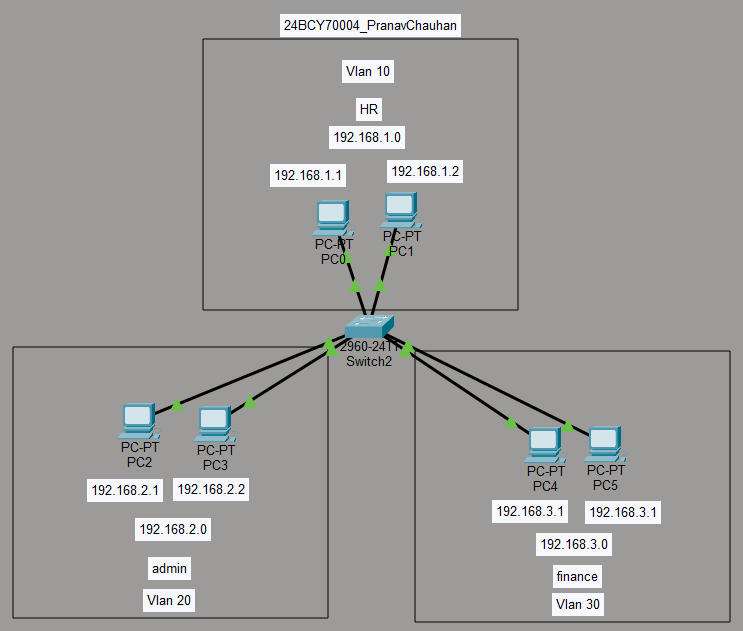 24BCY70004_PranavChauhan
Vlan 10
HR
192.168.1.0
192.168.1.1
192.168.1.2
PC-PT
PC0
PC-PT
PC1
2960-24TT
Switch2
PC-PT
PC2
PC-PT
PC3
192.168.2.1
192.168.2.2
192.168.2.0
admin
Vlan 20
PC-PT
PC4
PC-PT
PC5
192.168.3.1
192.168.3.1
192.168.3.0
finance
Vlan 30